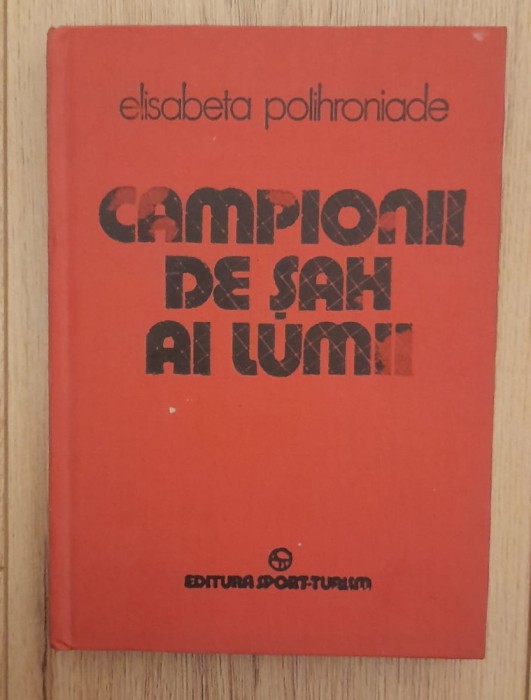 elisabeta polihroniade
CAMPIONII
DE ȘAH
AI LUMII
EDITURA SPORT-TURISM